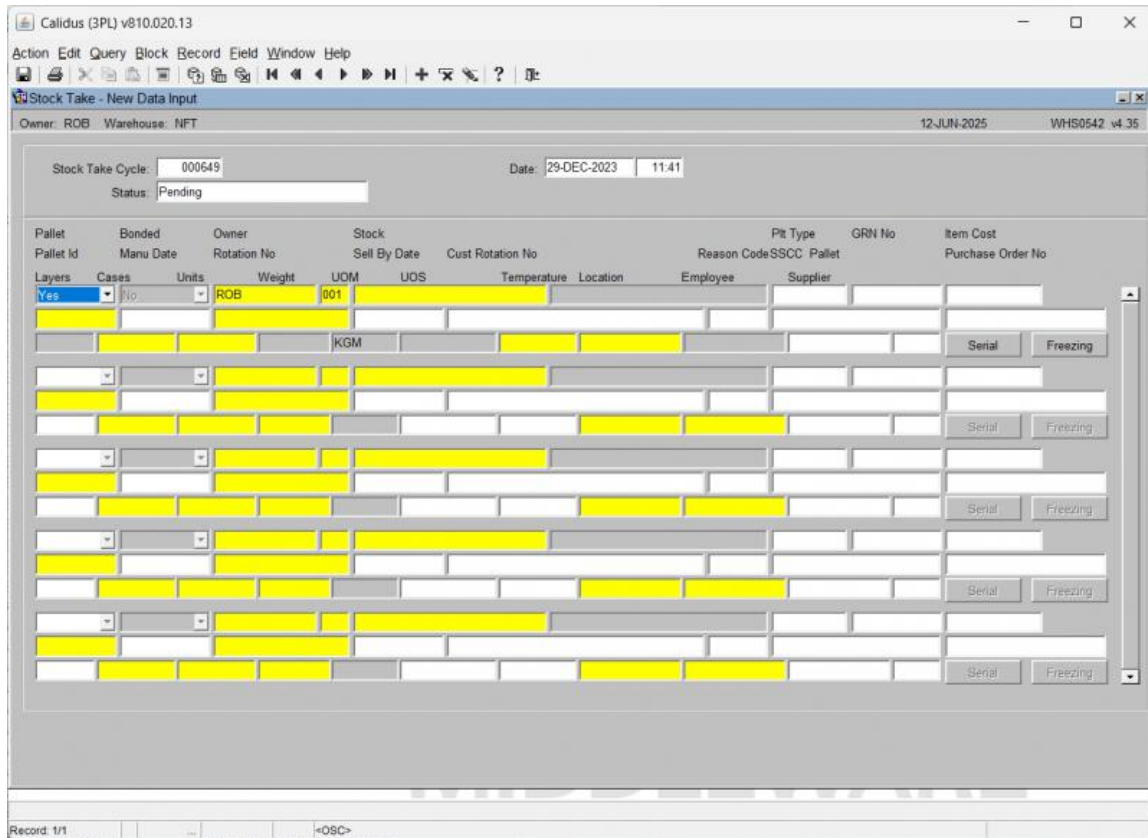 Calidus (3PL) v810.020.13
Action Edit Query Block Record Field Window Help
Stock Take - New Data Input
Owner: ROB Warehouse: NFT 12-JUN-2025 WHS0542 v4.35
Stock Take Cycle: 000649 Date: 29-DEC-2023 11:41
Status: Pending
Pallet Bonded Owner Stock Plt Type GRN No Item Cost
Pallet Id Manu Date Rotation No Sell By Date Cust Rotation No Reason Code SSCC Pallet Purchase Order No
Layers Cases Units Weight UOM UOS Temperature Location Employee Supplier
Yes No ROB 001
KGM Serial Freezing
Serial Freezing
Serial Freezing
Serial Freezing
Serial Freezing
MIDDLEWARE
Record: 1/1 ... <OSC>